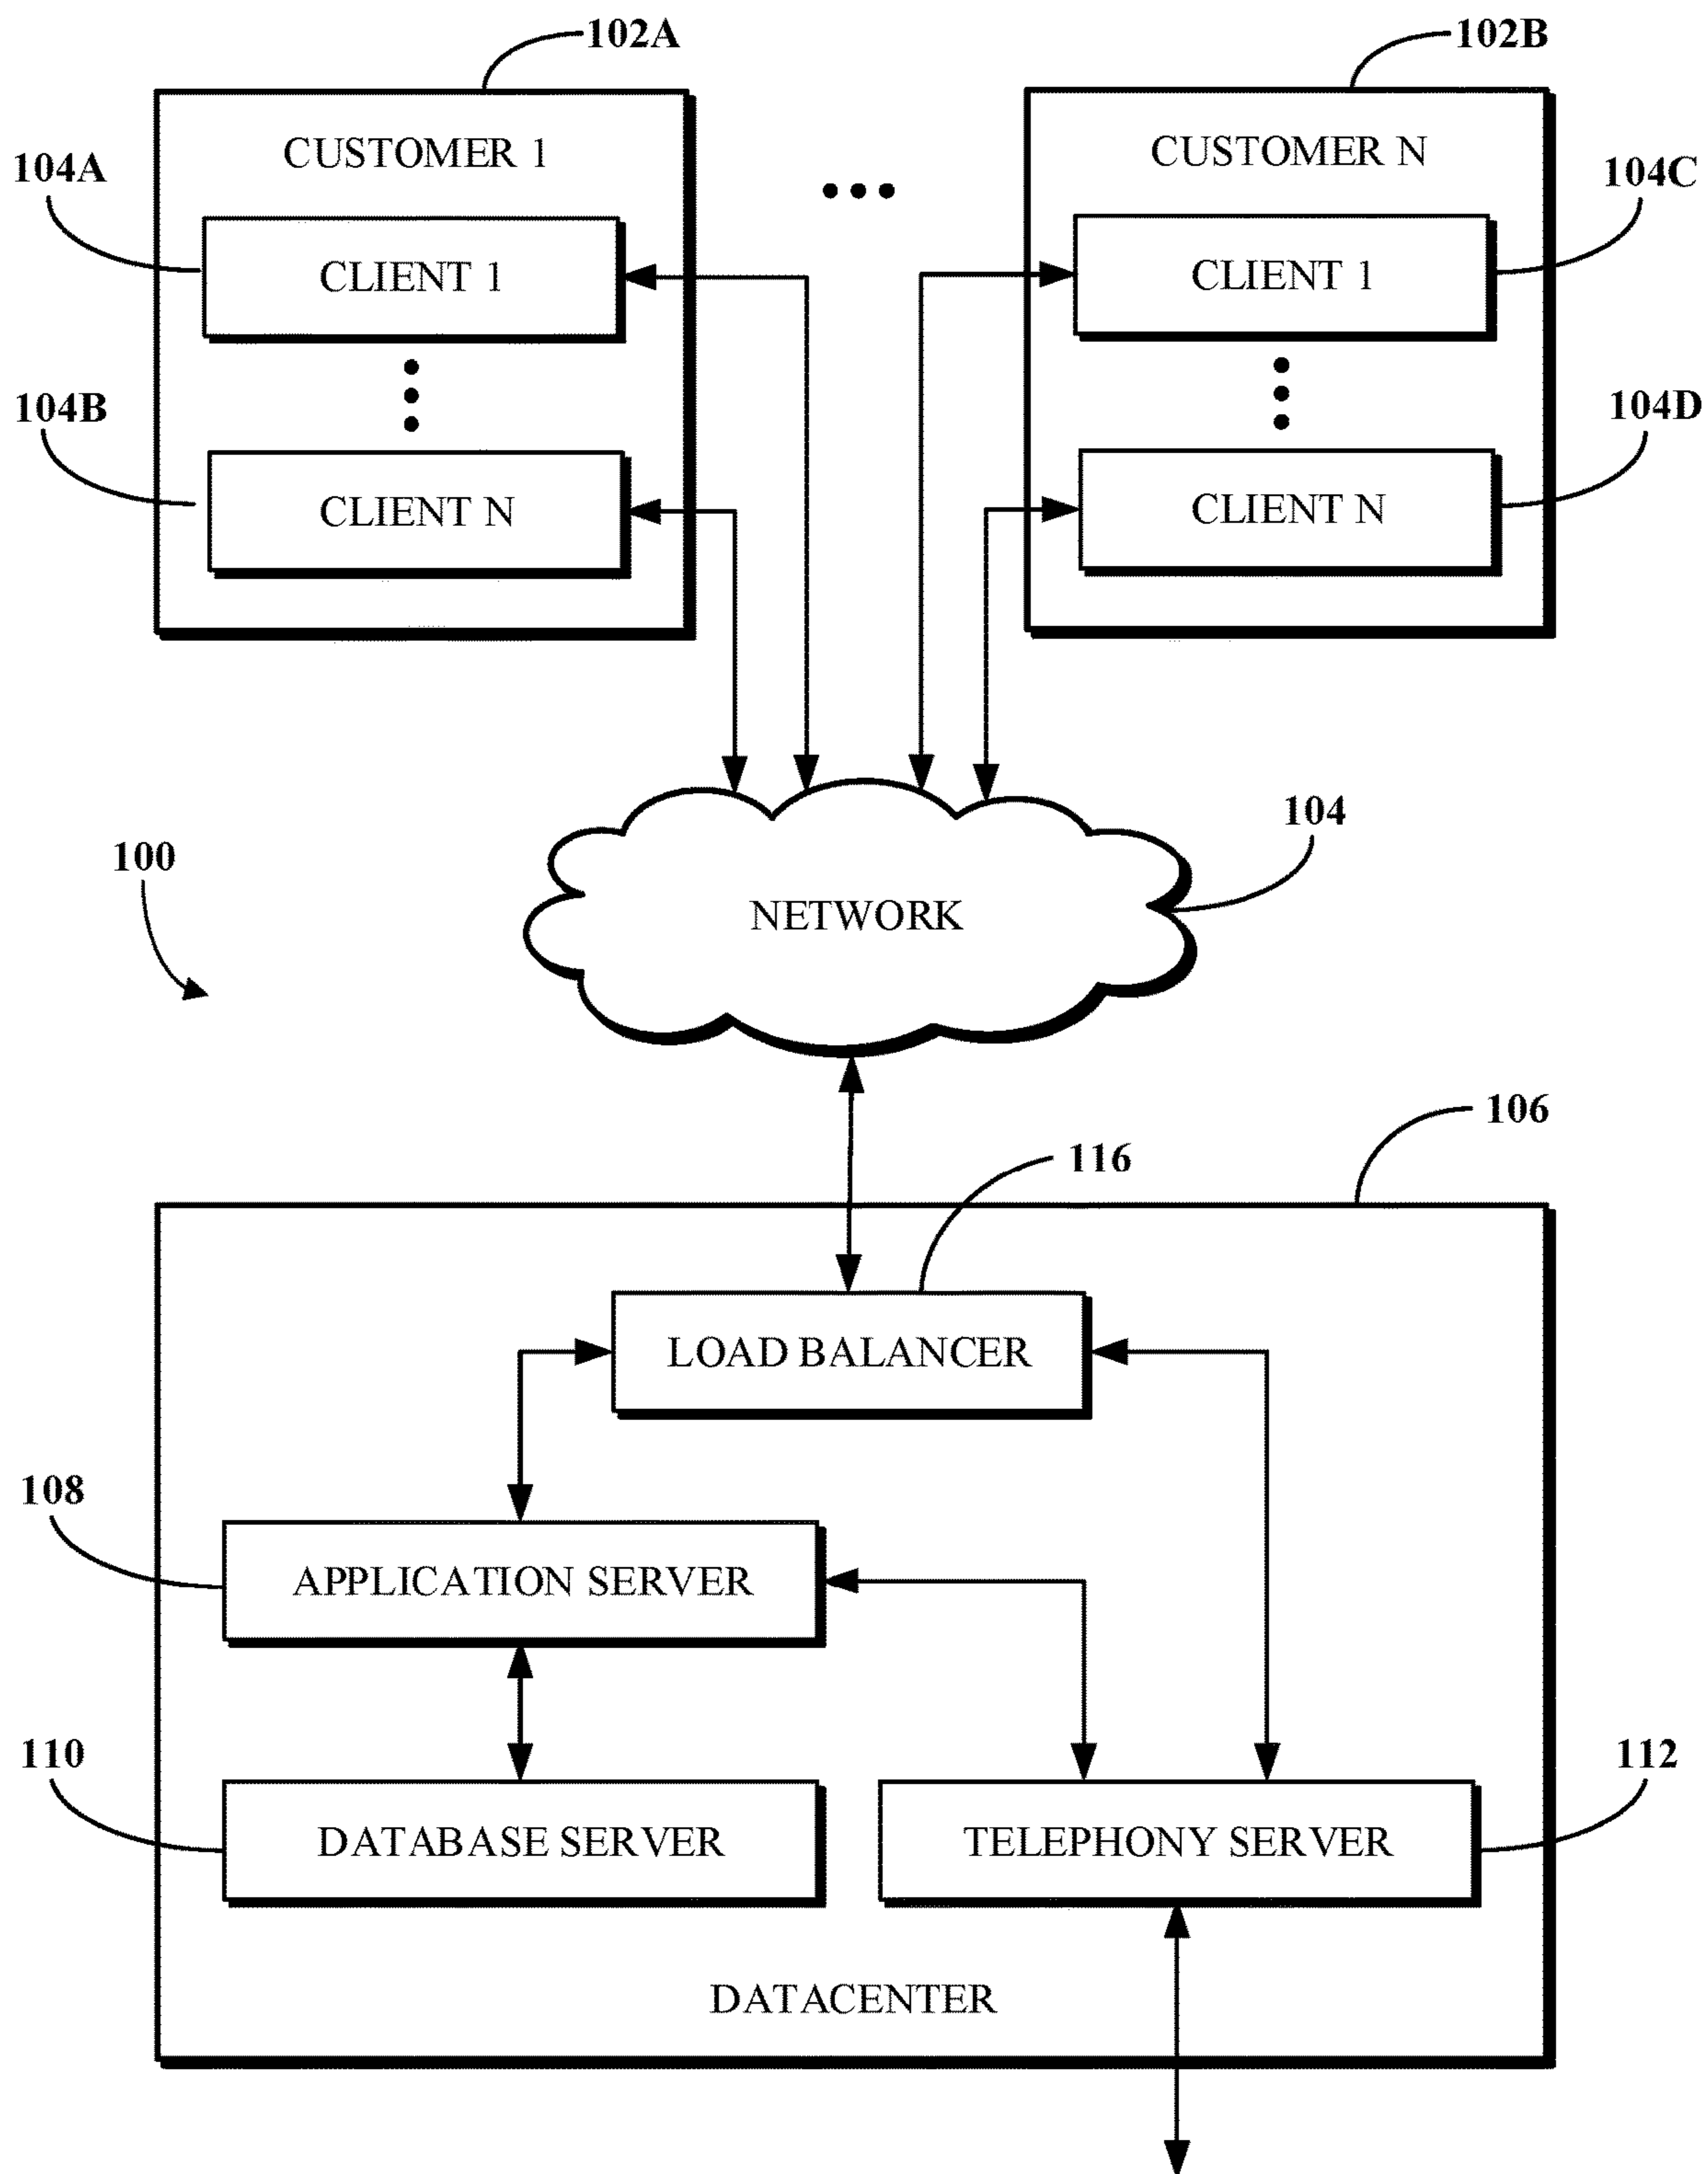 102A
102B
CUSTOMER 1
CUSTOMER N
104A
104C
CLIENT 1
CLIENT 1
104B
104D
CLIENT N
CLIENT N
104
100
NETWORK
106
116
LOAD BALANCER
108
APPLICATION SERVER
110
112
DATABASE SERVER
TELEPHONY SERVER
DATACENTER